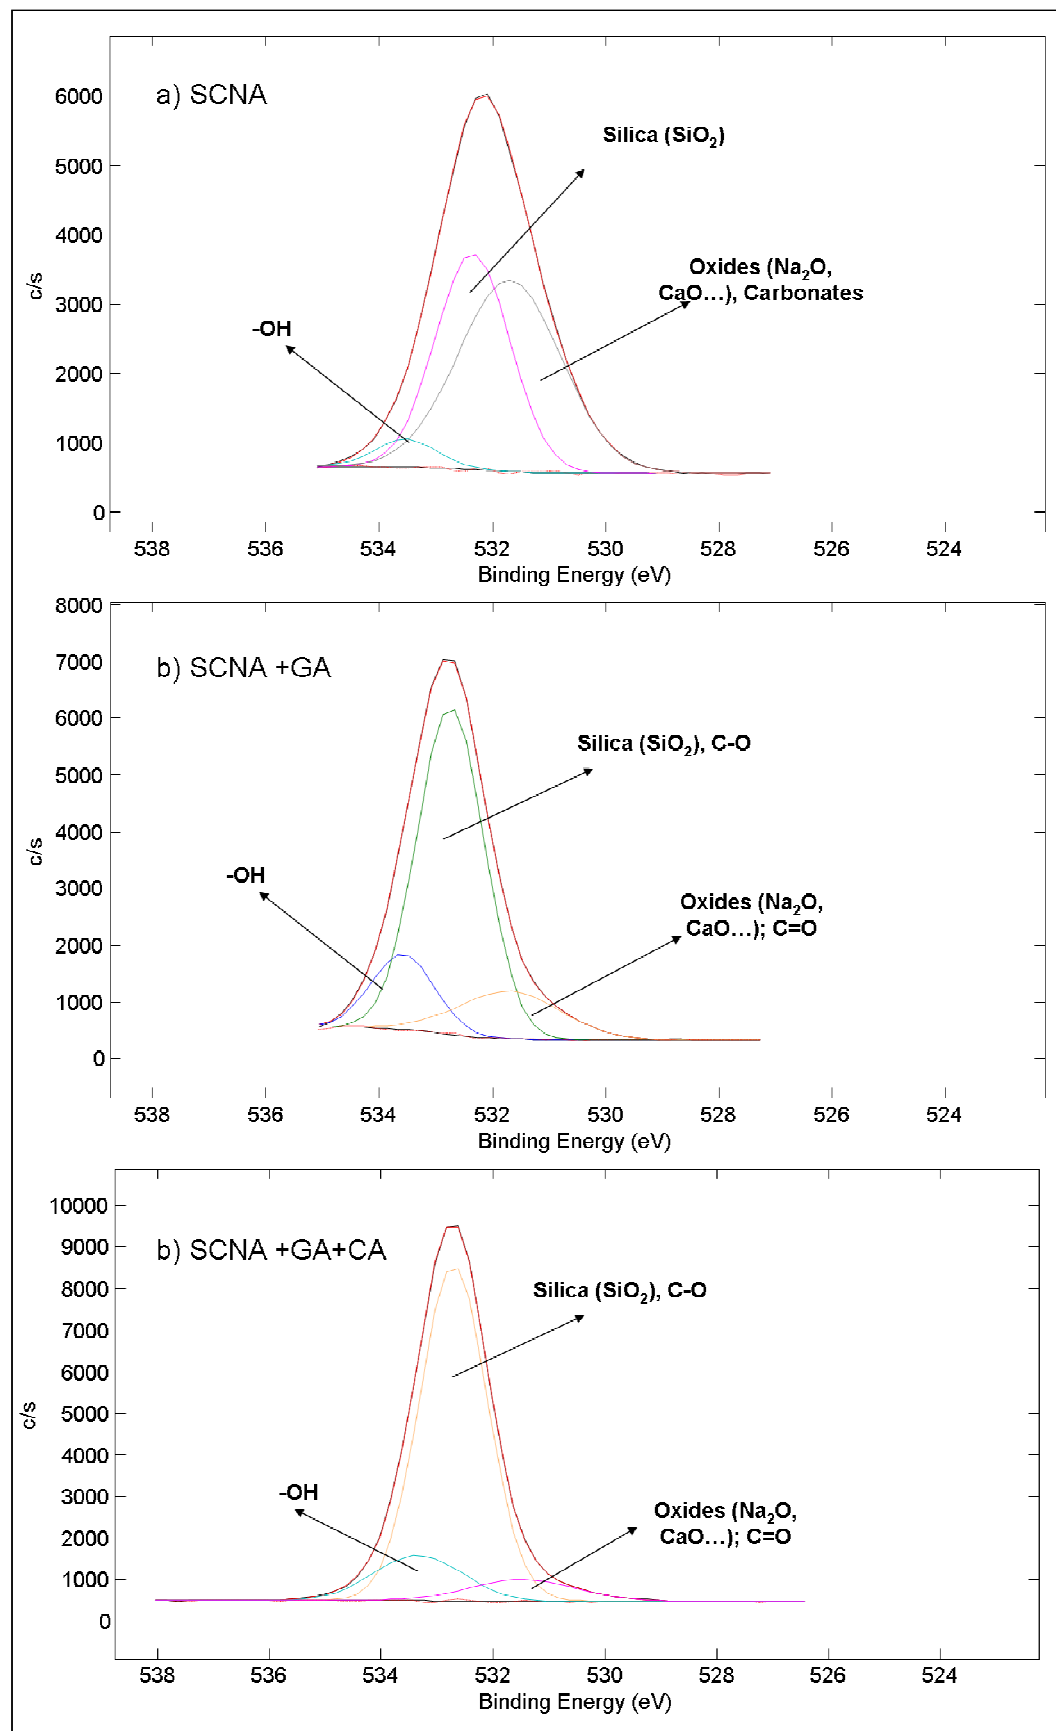 a) SCNA
6000
5000
4000
3000
2000
1000
0
c/s
Silica (SiO₂)
Oxides (Na₂O,
CaO...), Carbonates
-OH
538 536 534 532 530 528 526 524
Binding Energy (eV)
b) SCNA +GA
8000
7000
6000
5000
4000
3000
2000
1000
0
c/s
Silica (SiO₂), C-O
-OH
Oxides (Na₂O,
CaO...); C=O
538 536 534 532 530 528 526 524
Binding Energy (eV)
b) SCNA +GA+CA
10000
9000
8000
7000
6000
5000
4000
3000
2000
1000
0
c/s
Silica (SiO₂), C-O
-OH
Oxides (Na₂O,
CaO...); C=O
538 536 534 532 530 528 526 524
Binding Energy (eV)